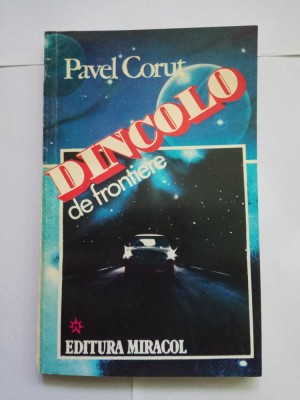 Pavel Coruț
DINCOLO
de frontiere
EDITURA MIRACOL